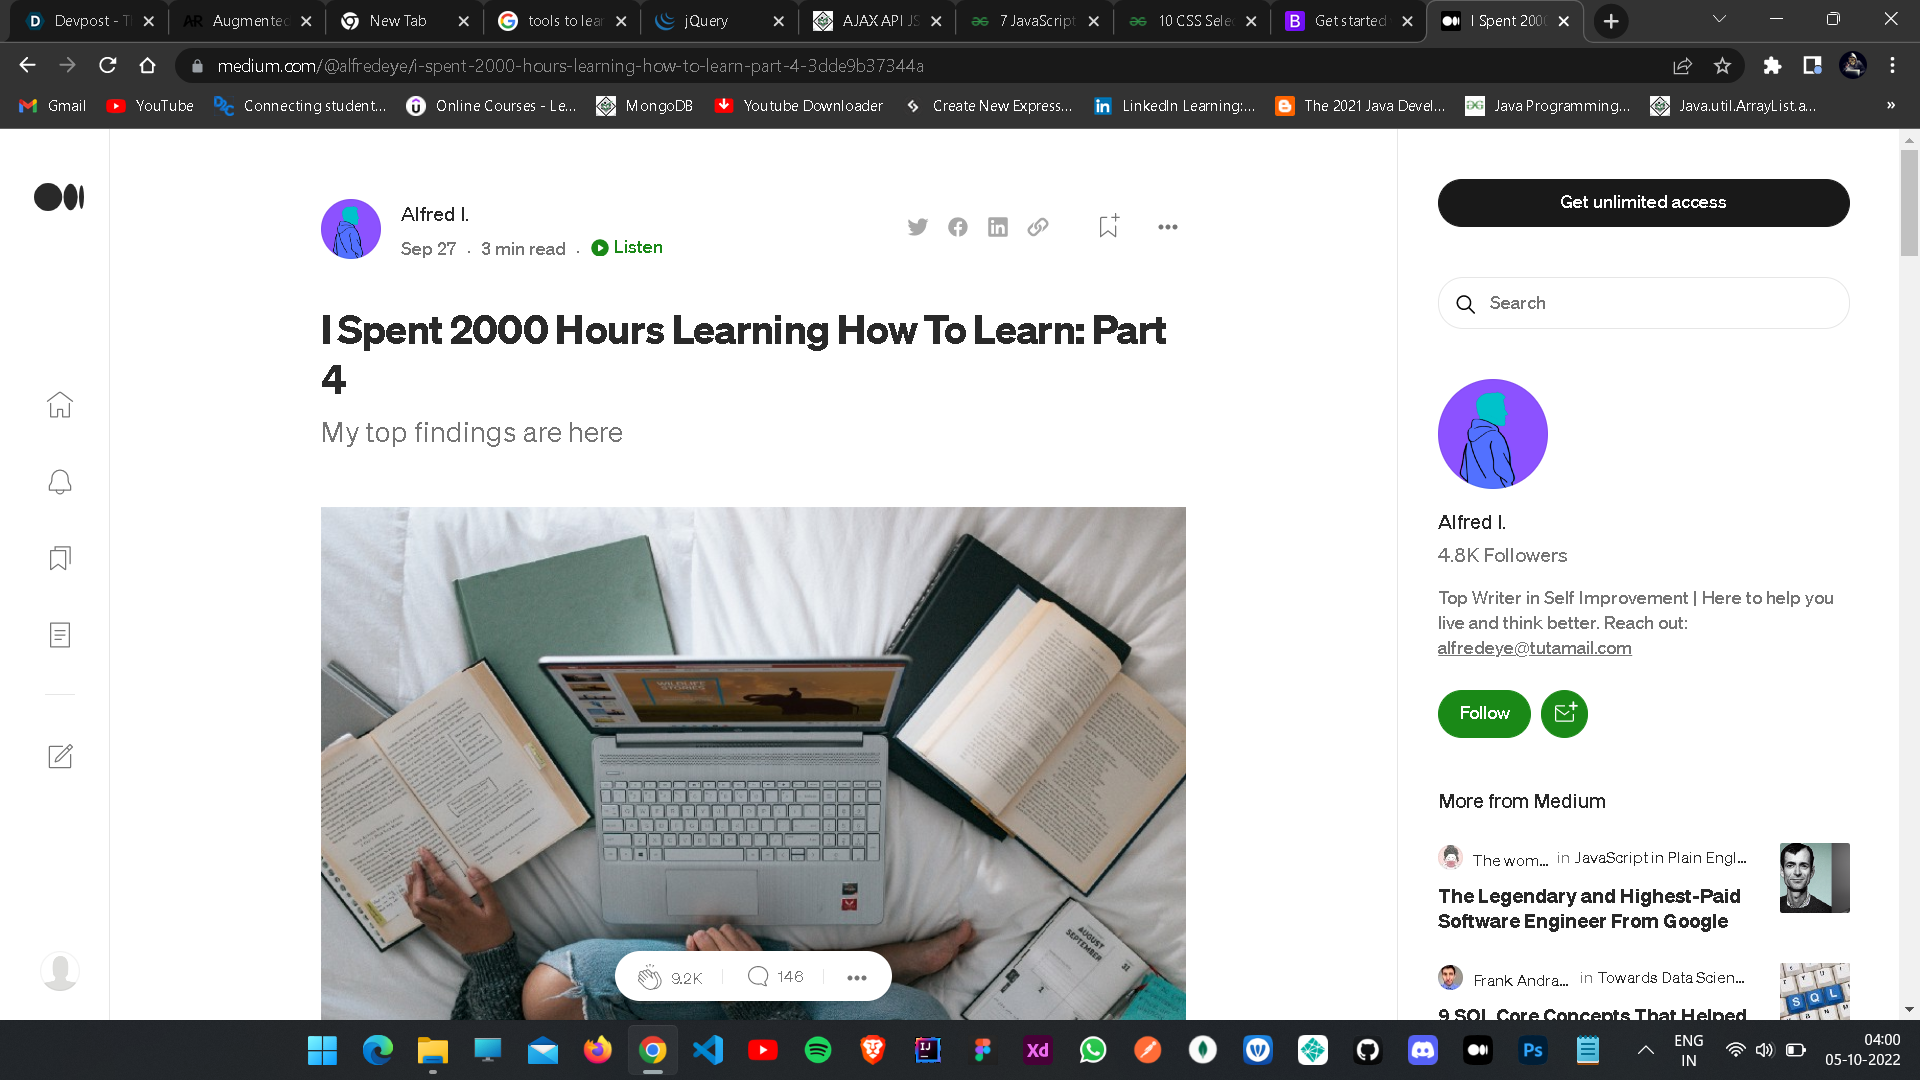 Devpost - T
Augmented
New Tab
tools to lear
jQuery
AJAX API JS
7 JavaScript
10 CSS Sele
Get started
I Spent 2000
medium.com/@alfredeye/i-spent-2000-hours-learning-how-to-learn-part-4-3dde9b37344a
Gmail
YouTube
Connecting student...
Online Courses - Le...
MongoDB
Youtube Downloader
Create New Express...
LinkedIn Learning:...
The 2021 Java Devel...
Java Programming...
Java.util.ArrayList.a...
»
Alfred I.
Sep 27 · 3 min read · Listen
I Spent 2000 Hours Learning How To Learn: Part
4
My top findings are here
WILDLIFE
STORIES
AUGUST
SEPTEMBER
31
9.2K
146
Get unlimited access
Search
Alfred I.
4.8K Followers
Top Writer in Self Improvement | Here to help you
live and think better. Reach out:
alfredeye@tutamail.com
Follow
More from Medium
The wom... in JavaScript in Plain Engl...
The Legendary and Highest-Paid
Software Engineer From Google
Frank Andra... in Towards Data Scien...
9 SQL Core Concepts That Helped
SQL
Xd
Ps
ENG
IN
04:00
05-10-2022